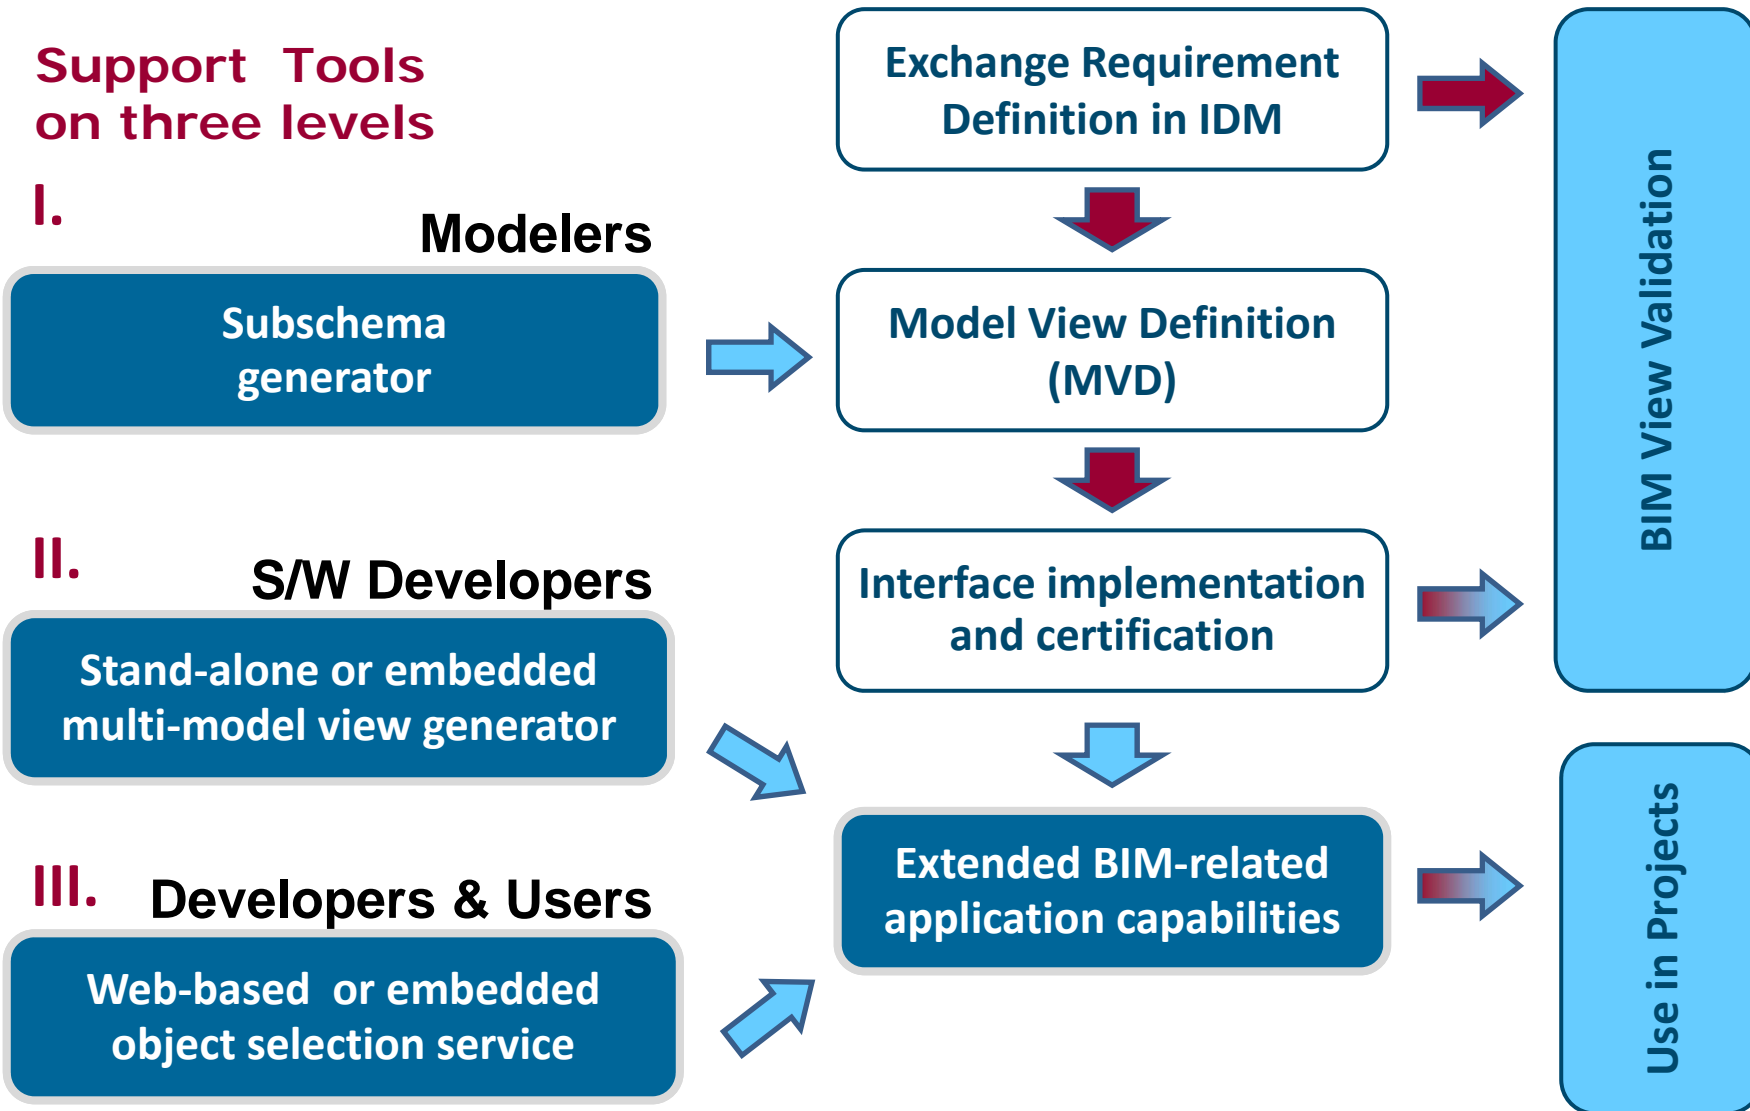 Support Tools
on three levels
I.
Modelers
Subschema
generator
II.
S/W Developers
Stand-alone or embedded
multi-model view generator
III.
Developers & Users
Web-based or embedded
object selection service
Exchange Requirement
Definition in IDM
Model View Definition
(MVD)
Interface implementation
and certification
Extended BIM-related
application capabilities
BIM View Validation
Use in Projects